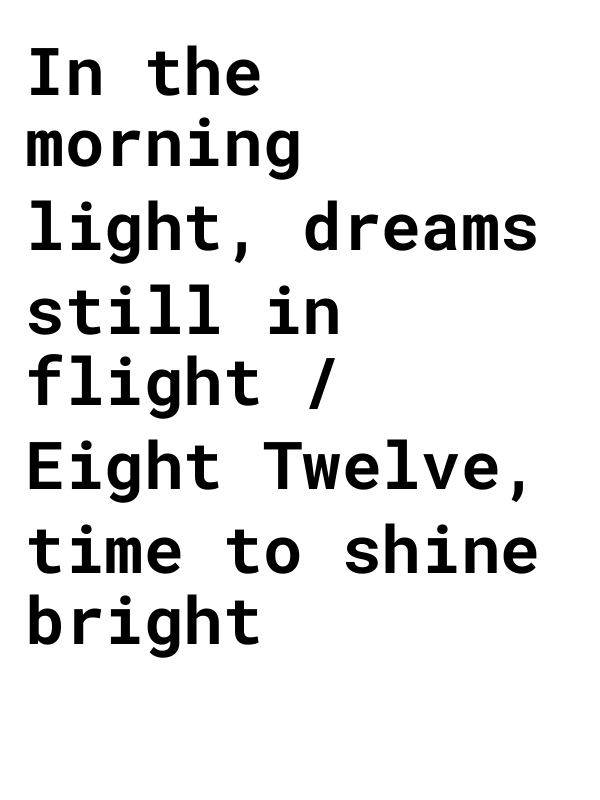 In the
morning
light, dreams
still in
flight /
Eight Twelve,
time to shine
bright